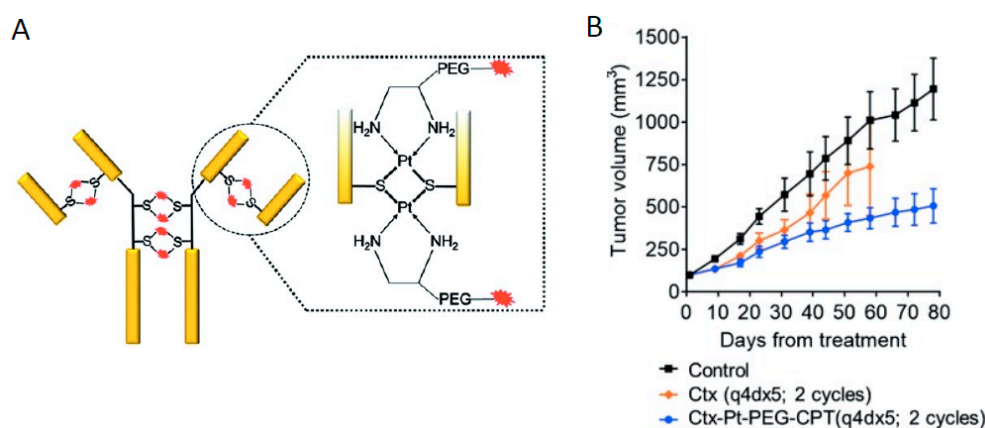 A
PEG
H₂N
NH₂
Pt
S
S
Pt
H₂N
NH₂
PEG
S
S
S
S
S
S
S
S
B
1500
1250
1000
750
500
250
0
Tumor volume (mm³)
0 10 20 30 40 50 60 70 80
Days from treatment
Control
Ctx (q4dx5; 2 cycles)
Ctx-Pt-PEG-CPT(q4dx5; 2 cycles)